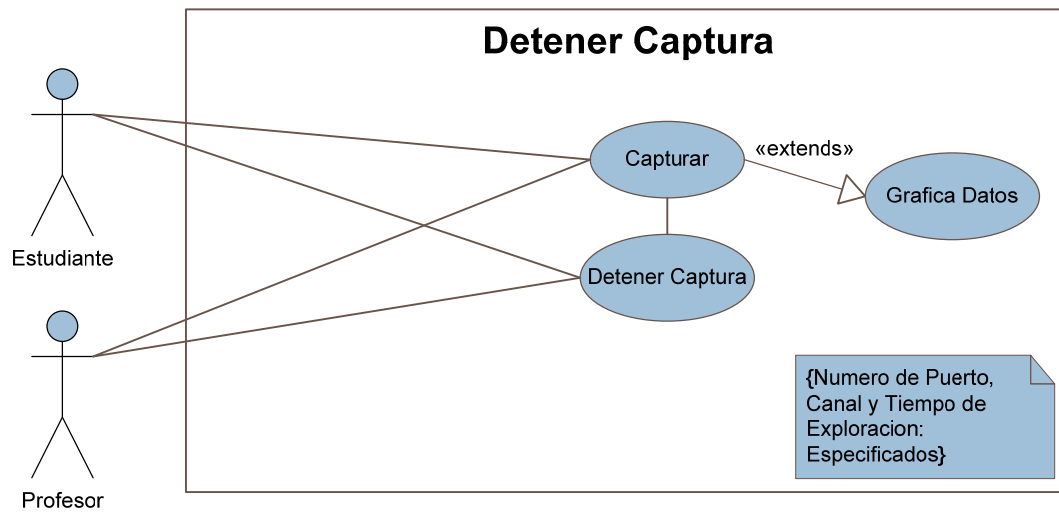 Detener Captura
Estudiante
Profesor
Capturar
«extends»
Grafica Datos
Detener Captura
{Numero de Puerto,
Canal y Tiempo de
Exploracion:
Especificados}